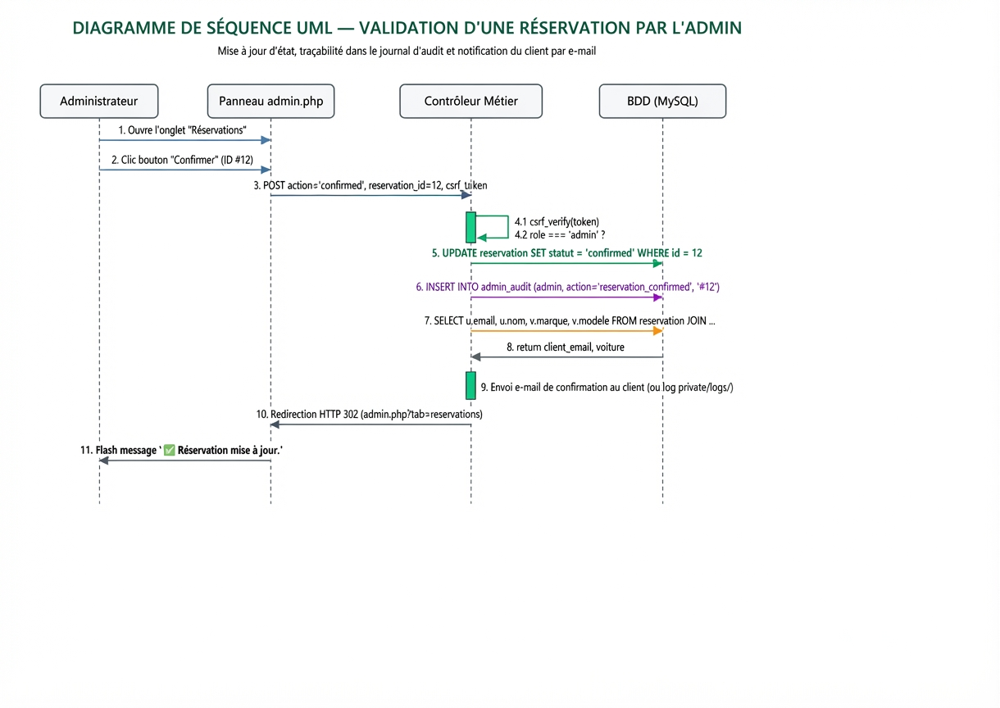 DIAGRAMME DE SÉQUENCE UML — VALIDATION D'UNE RÉSERVATION PAR L'ADMIN
Mise à jour d'état, traçabilité dans le journal d'audit et notification du client par e-mail
Administrateur
Panneau admin.php
Contrôleur Métier
BDD (MySQL)
1. Ouvre l'onglet "Réservations"
2. Clic bouton "Confirmer" (ID #12)
3. POST action='confirmed', reservation_id=12, csrf_token
4.1 csrf_verify(token)
4.2 role === 'admin' ?
5. UPDATE reservation SET statut = 'confirmed' WHERE id = 12
6. INSERT INTO admin_audit (admin, action='reservation_confirmed', '#12')
7. SELECT u.email, u.nom, v.marque, v.modele FROM reservation JOIN ...
8. return client_email, voiture
9. Envoi e-mail de confirmation au client (ou log private/logs/)
10. Redirection HTTP 302 (admin.php?tab=reservations)
11. Flash message ' ✅ Réservation mise à jour.'